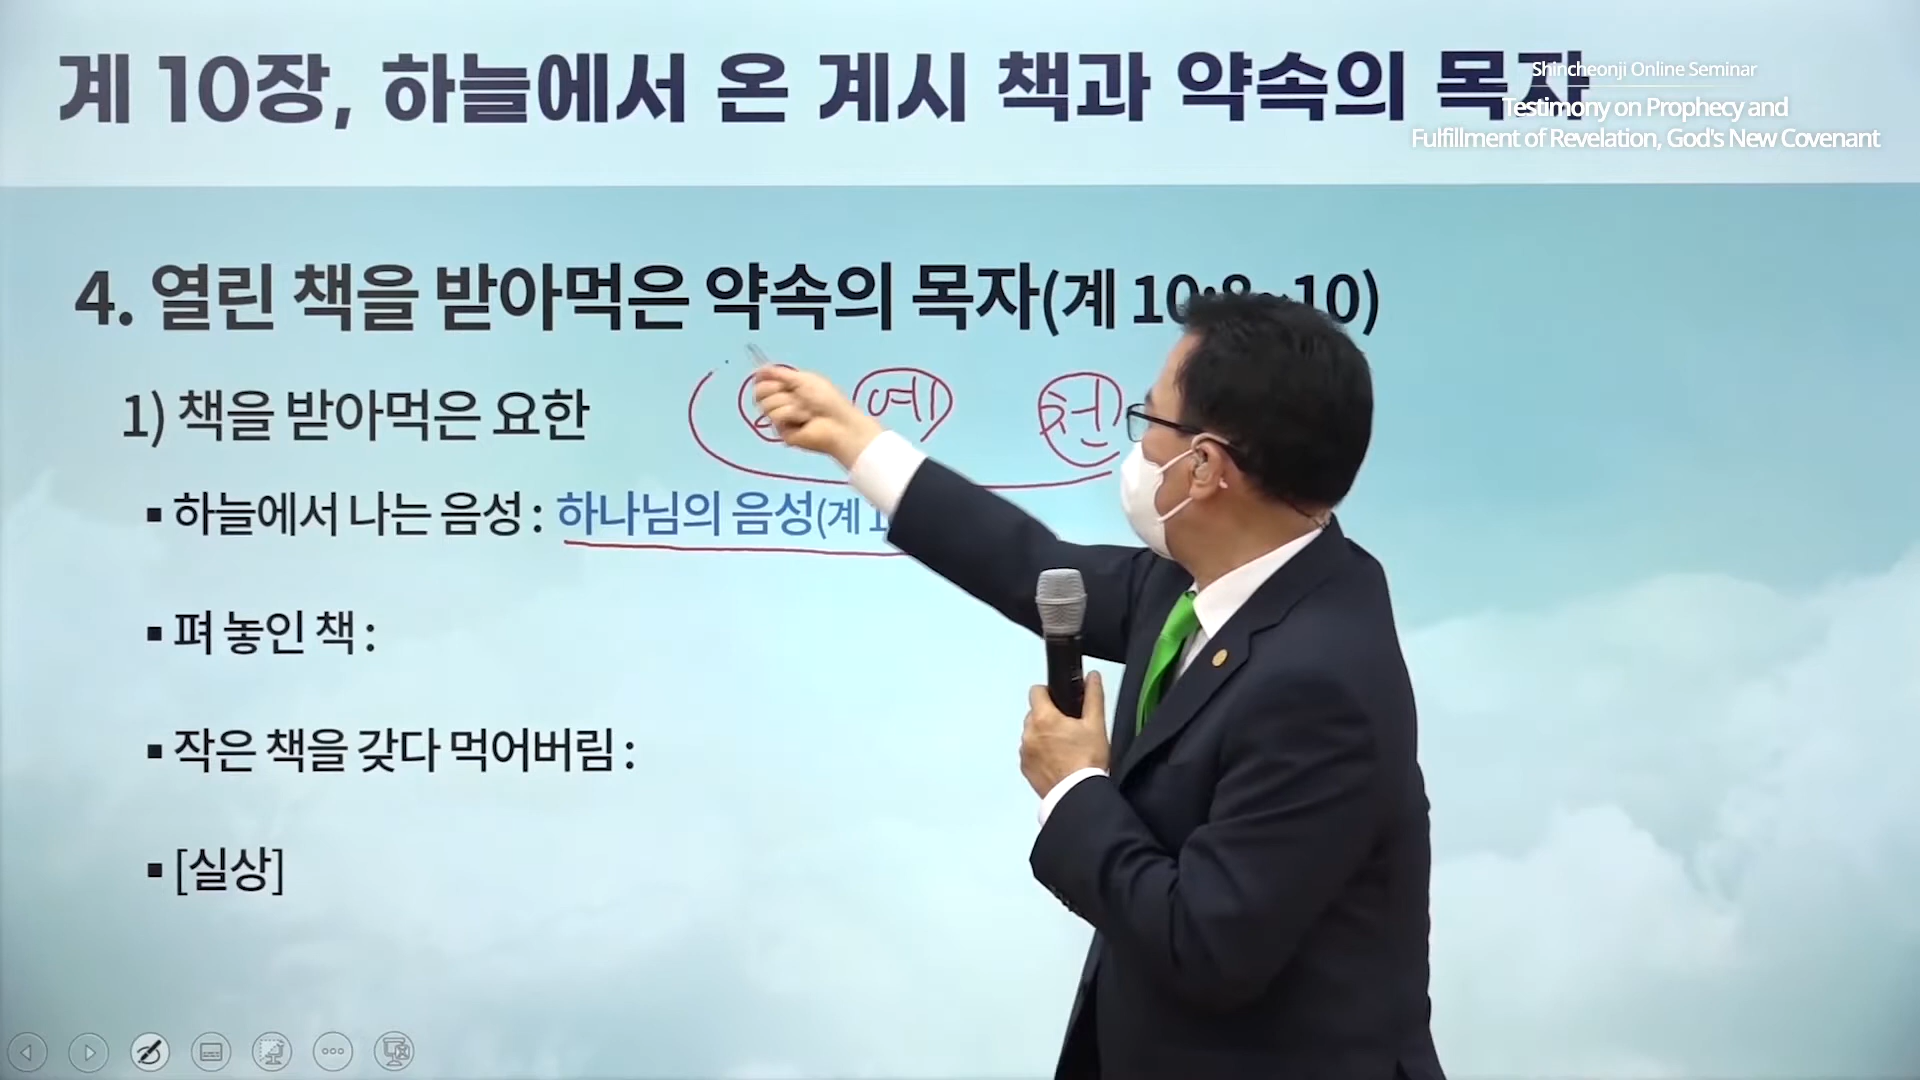 계 10장, 하늘에서 온 계시 책과 약속의 목자
Shincheonji Online Seminar
Testimony on Prophecy and
Fulfillment of Revelation, God's New Covenant
4. 열린 책을 받아먹은 약속의 목자(계 10:8~10)
1) 책을 받아먹은 요한
예 천
▪ 하늘에서 나는 음성 : 하나님의 음성(계 1
▪ 펴 놓인 책 :
▪ 작은 책을 갖다 먹어버림 :
▪ [실상]